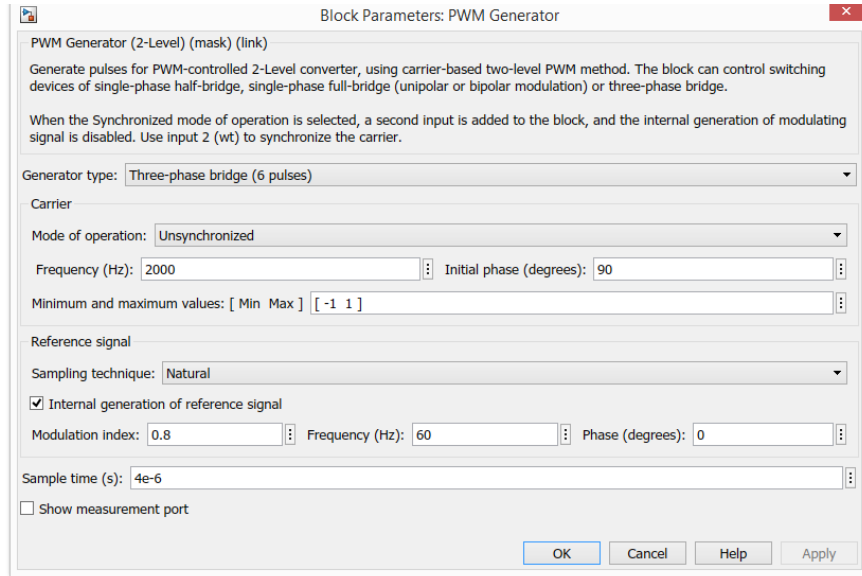 Block Parameters: PWM Generator
PWM Generator (2-Level) (mask) (link)
Generate pulses for PWM-controlled 2-Level converter, using carrier-based two-level PWM method. The block can control switching
devices of single-phase half-bridge, single-phase full-bridge (unipolar or bipolar modulation) or three-phase bridge.
When the Synchronized mode of operation is selected, a second input is added to the block, and the internal generation of modulating
signal is disabled. Use input 2 (wt) to synchronize the carrier.
Generator type: Three-phase bridge (6 pulses)
Carrier
Mode of operation: Unsynchronized
Frequency (Hz): 2000 Initial phase (degrees): 90
Minimum and maximum values: [ Min Max ] [ -1 1 ]
Reference signal
Sampling technique: Natural
Internal generation of reference signal
Modulation index: 0.8 Frequency (Hz): 60 Phase (degrees): 0
Sample time (s): 4e-6
Show measurement port
OK Cancel Help Apply